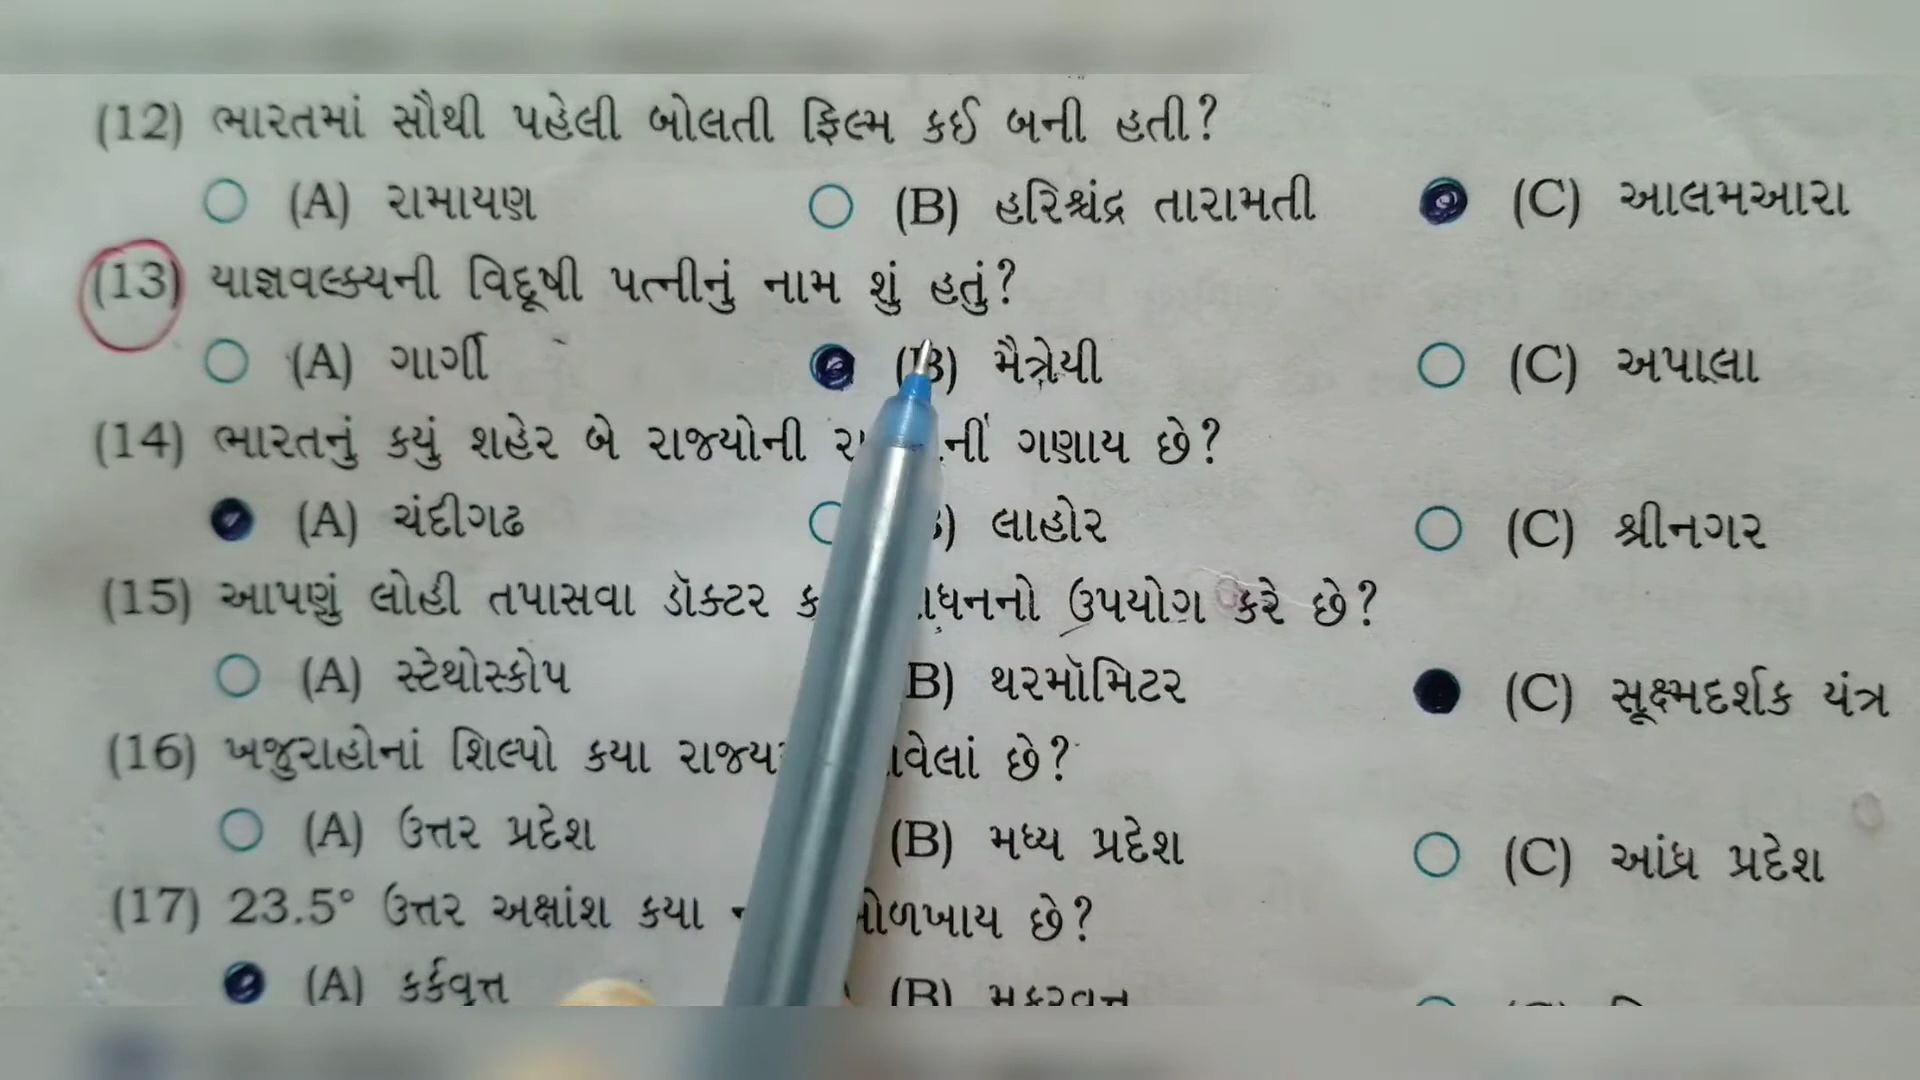 (12) ભારતમાં સૌથી પહેલી બોલતી ફિલ્મ કઈ બની હતી?
(A) રામાયણ (B) હરિશ્ચંદ્ર તારામતી (C) આલમઆરા
(13) યાજ્ઞવલ્ક્યની વિદૂષી પત્નીનું નામ શું હતું?
(A) ગાર્ગી (B) મૈત્રેયી (C) અપાલા
(14) ભારતનું કયું શહેર બે રાજ્યોની ગણાય છે?
(A) ચંદીગઢ લાહોર (C) શ્રીનગર
(15) આપણું લોહી તપાસવા ડૉક્ટર ઉપયોગ કરે છે?
(A) સ્ટેથોસ્કોપ (B) થરમૉમિટર (C) સૂક્ષ્મદર્શક યંત્ર
(16) ખજુરાહોનાં શિલ્પો કયા છે?
(A) ઉત્તર પ્રદેશ (B) મધ્ય પ્રદેશ (C) આંધ્ર પ્રદેશ
(17) 23.5° ઉત્તર અક્ષાંશ કયા છે?
(A) કર્કવૃત્ત (B)